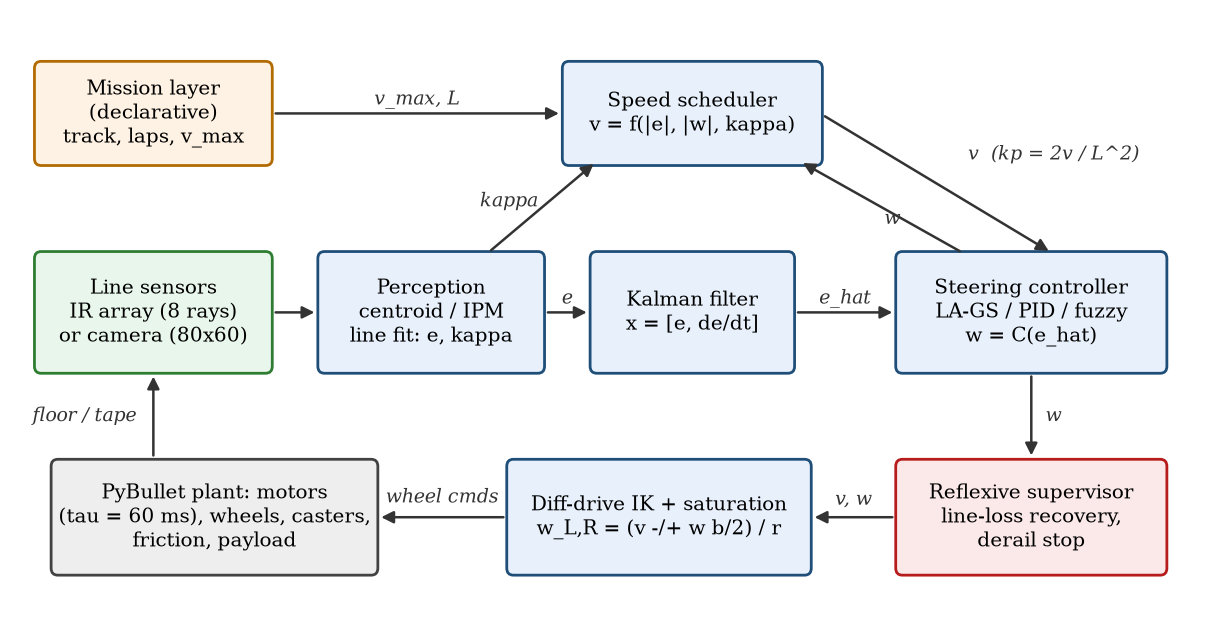 Mission layer
(declarative)
track, laps, v_max
v_max, L
Speed scheduler
v = f(|e|, |w|, kappa)
v (kp = 2v / L^2)
kappa
w
Line sensors
IR array (8 rays)
or camera (80x60)
Perception
centroid / IPM
line fit: e, kappa
e
Kalman filter
x = [e, de/dt]
e_hat
Steering controller
LA-GS / PID / fuzzy
w = C(e_hat)
floor / tape
w
PyBullet plant: motors
(tau = 60 ms), wheels, casters,
friction, payload
wheel cmds
Diff-drive IK + saturation
w_L,R = (v -/+ w b/2) / r
v, w
Reflexive supervisor
line-loss recovery,
derail stop